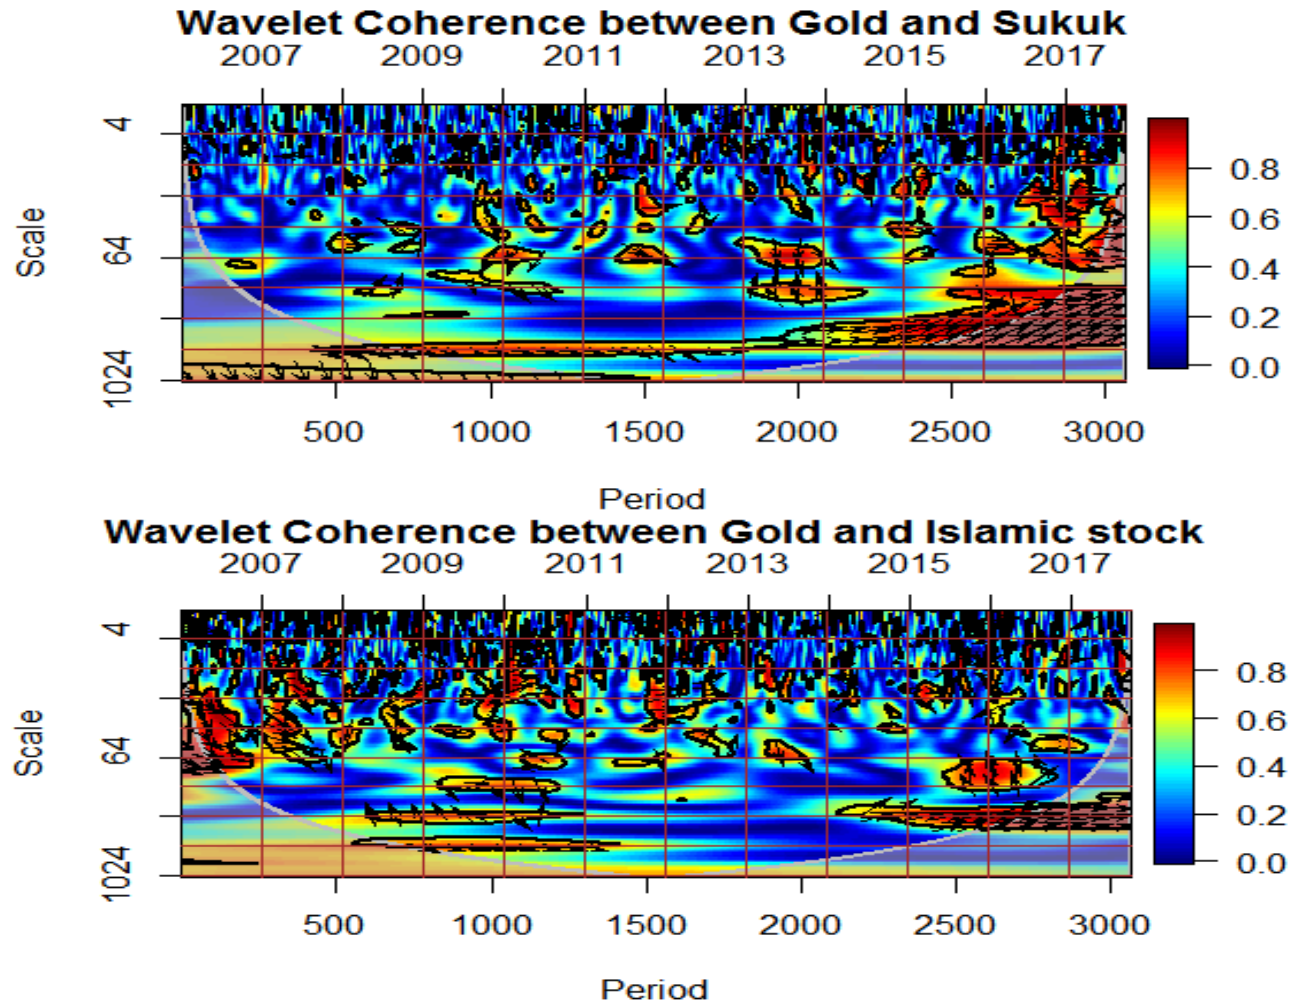 Wavelet Coherence between Gold and Sukuk
2007 2009 2011 2013 2015 2017
Scale
4
64
1024
0.8
0.6
0.4
0.2
0.0
500 1000 1500 2000 2500 3000
Period
Wavelet Coherence between Gold and Islamic stock
2007 2009 2011 2013 2015 2017
Scale
4
64
1024
0.8
0.6
0.4
0.2
0.0
500 1000 1500 2000 2500 3000
Period